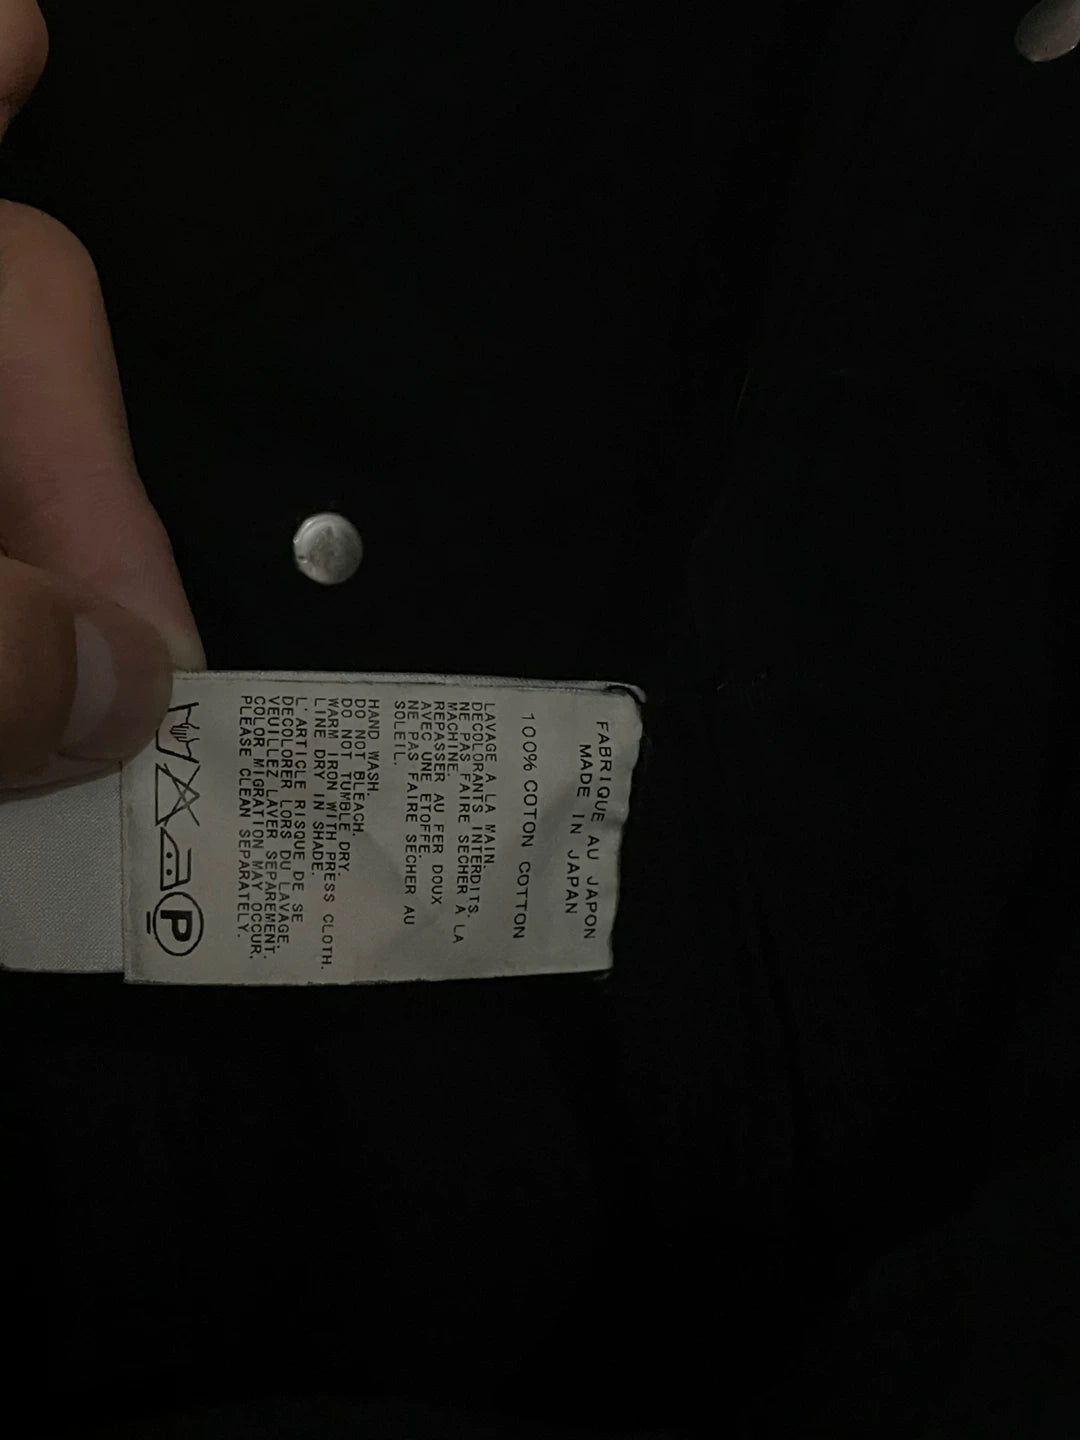 FABRIQUE AU JAPON
MADE IN JAPAN
100% COTON COTTON
LAVAGE A LA MAIN.
DECOLORANTS INTERDITS.
NE PAS FAIRE SECHER A LA
MACHINE.
REPASSER AU FER DOUX
AVEC UNE ETOFFE.
NE PAS FAIRE SECHER AU
SOLEIL.
HAND WASH.
DO NOT BLEACH.
DO NOT TUMBLE DRY.
WARM IRON WITH PRESS CLOTH.
LINE DRY IN SHADE.
L'ARTICLE RISQUE DE SE
DECOLORER LORS DU LAVAGE.
VEUILLEZ LAVER SEPAREMENT.
COLOR MIGRATION MAY OCCUR.
PLEASE CLEAN SEPARATELY.
P